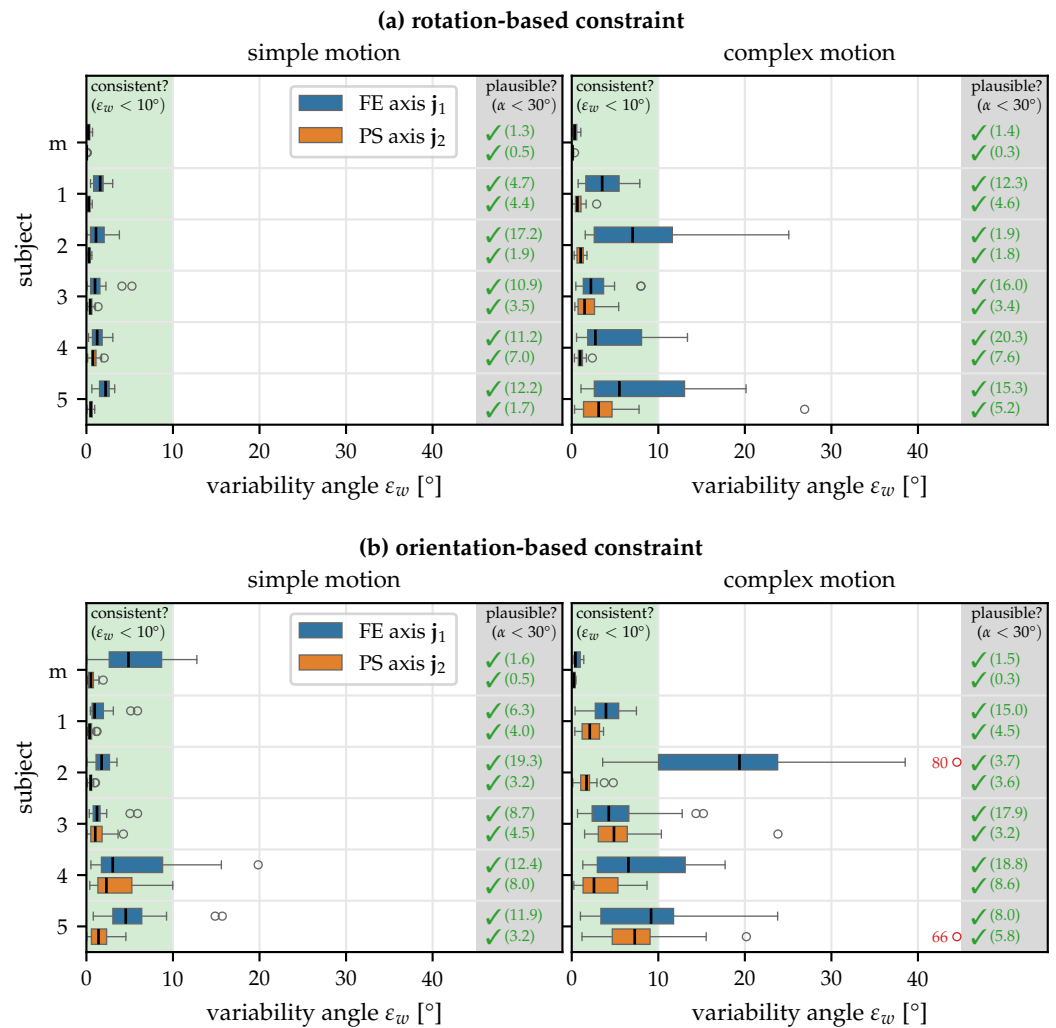 (a) rotation-based constraint
simple motion
complex motion
consistent?
(ε_w < 10°)
FE axis j₁
PS axis j₂
plausible?
(α < 30°)
consistent?
(ε_w < 10°)
plausible?
(α < 30°)
subject
m
✓(1.3)
✓(0.5)
✓(1.4)
✓(0.3)
1
✓(4.7)
✓(4.4)
✓(12.3)
✓(4.6)
2
✓(17.2)
✓(1.9)
✓(1.9)
✓(1.8)
3
✓(10.9)
✓(3.5)
✓(16.0)
✓(3.4)
4
✓(11.2)
✓(7.0)
✓(20.3)
✓(7.6)
5
✓(12.2)
✓(1.7)
✓(15.3)
✓(5.2)
0 10 20 30 40
0 10 20 30 40
variability angle ε_w [°]
variability angle ε_w [°]
(b) orientation-based constraint
simple motion
complex motion
consistent?
(ε_w < 10°)
FE axis j₁
PS axis j₂
plausible?
(α < 30°)
consistent?
(ε_w < 10°)
plausible?
(α < 30°)
subject
m
✓(1.6)
✓(0.5)
✓(1.5)
✓(0.3)
1
✓(6.3)
✓(4.0)
✓(15.0)
✓(4.5)
2
✓(19.3)
✓(3.2)
80
✓(3.7)
✓(3.6)
3
✓(8.7)
✓(4.5)
✓(17.9)
✓(3.2)
4
✓(12.4)
✓(8.0)
✓(18.8)
✓(8.6)
5
✓(11.9)
✓(3.2)
✓(8.0)
66
✓(5.8)
0 10 20 30 40
0 10 20 30 40
variability angle ε_w [°]
variability angle ε_w [°]